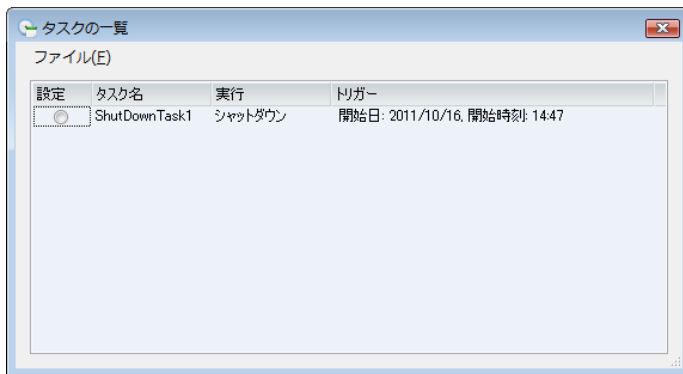 タスクの一覧
ファイル(F)
設定 タスク名 実行 トリガー
ShutDownTask1 シャットダウン 開始日: 2011/10/16, 開始時刻: 14:47